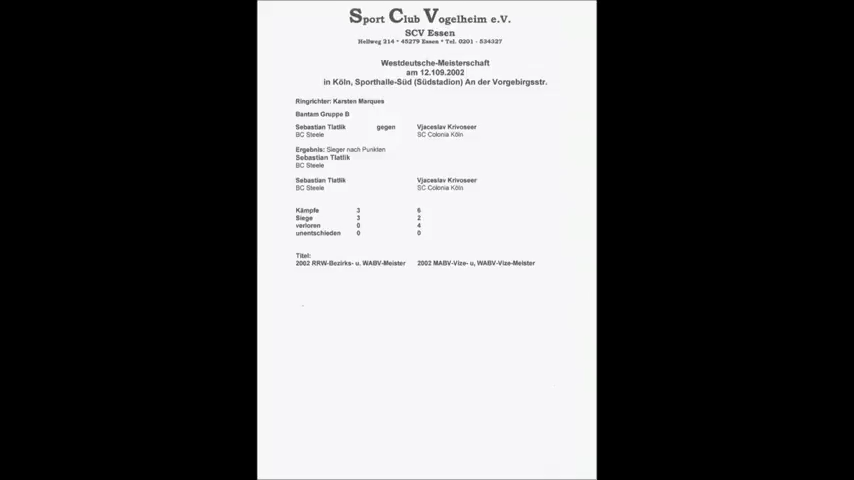 Sport Club Vogelheim e.V.
SCV Essen
Hellweg 214 * 45279 Essen * Tel. 0201 - 534327
Westdeutsche-Meisterschaft
am 12.109.2002
in Köln, Sporthalle-Süd (Südstadion) An der Vorgebirgsstr.
Ringrichter: Karsten Marques
Bantam Gruppe B
Sebastian Tlatlik gegen Vjaceslav Krivoseer
BC Steele SC Colonia Köln
Ergebnis: Sieger nach Punkten
Sebastian Tlatlik
BC Steele
Sebastian Tlatlik Vjaceslav Krivoseer
BC Steele SC Colonia Köln
Kämpfe 3 6
Siege 3 2
verloren 0 4
unentschieden 0 0
Titel:
2002 RRW-Bezirks- u. WABV-Meister 2002 MABV-Vize- u, WABV-Vize-Meister